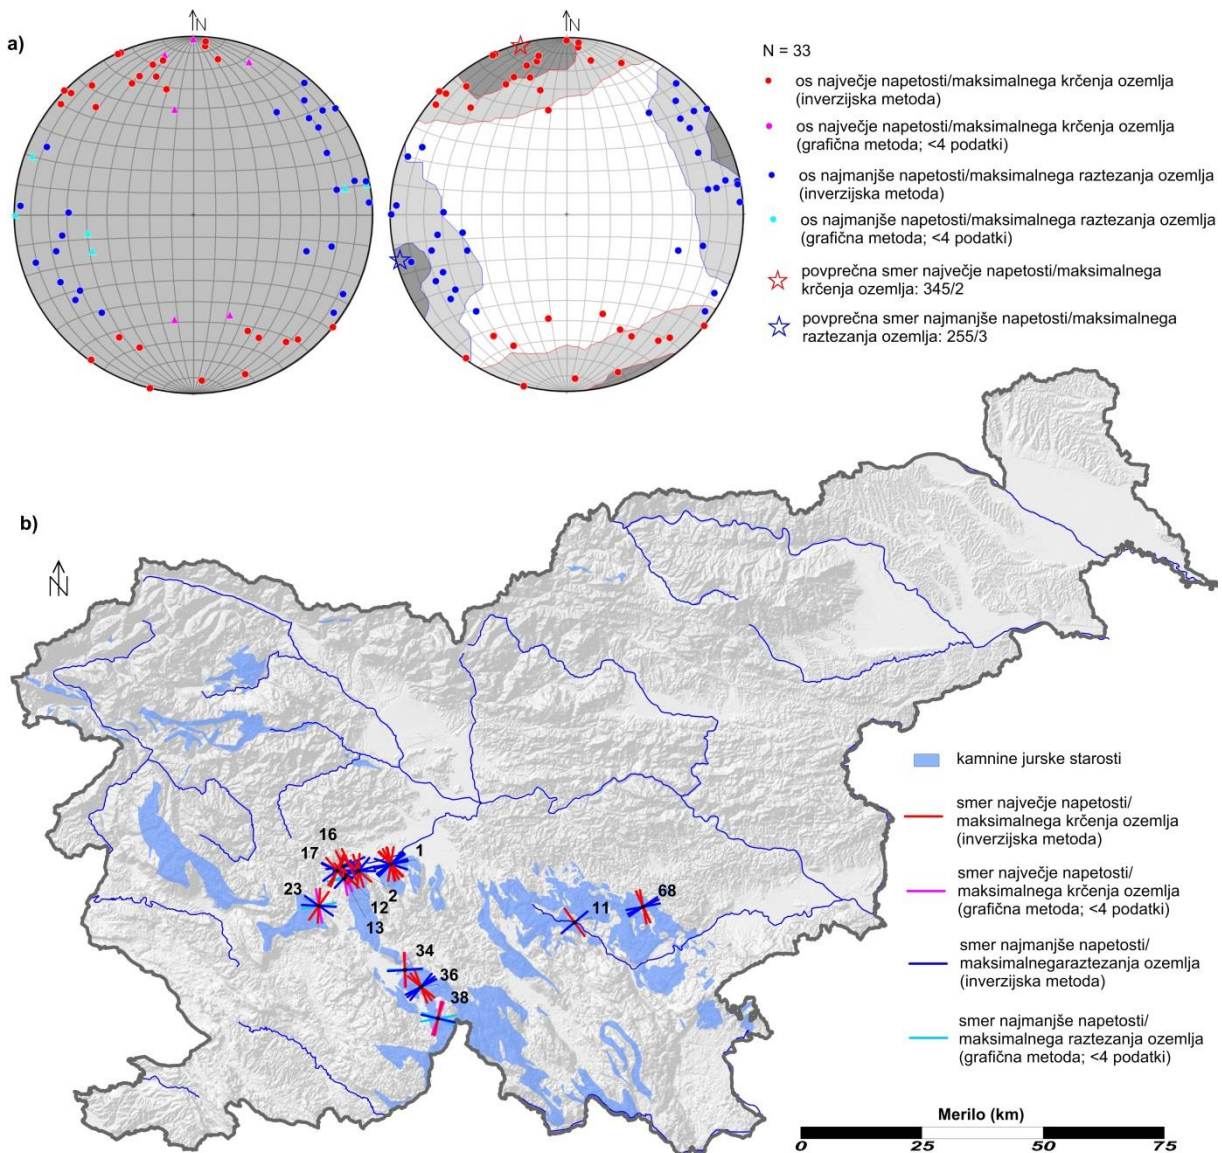 a)
N
N
N = 33
os največje napetosti/maksimalnega krčenja ozemlja
(inverzijska metoda)
os največje napetosti/maksimalnega krčenja ozemlja
(grafična metoda; <4 podatki)
os najmanjše napetosti/maksimalnega raztezanja ozemlja
(inverzijska metoda)
os najmanjše napetosti/maksimalnega raztezanja ozemlja
(grafična metoda; <4 podatki)
povprečna smer največje napetosti/maksimalnega
krčenja ozemlja: 345/2
povprečna smer najmanjše napetosti/maksimalnega
raztezanja ozemlja: 255/3
b)
N
16
17
1
23
2
12
13
34
36
38
11
68
kamnine jurske starosti
smer največje napetosti/
maksimalnega krčenja ozemlja
(inverzijska metoda)
smer največje napetosti/
maksimalnega krčenja ozemlja
(grafična metoda; <4 podatki)
smer najmanjše napetosti/
maksimalnegaraztezanja ozemlja
(inverzijska metoda)
smer najmanjše napetosti/
maksimalnega raztezanja ozemlja
(grafična metoda; <4 podatki)
Merilo (km)
0 25 50 75